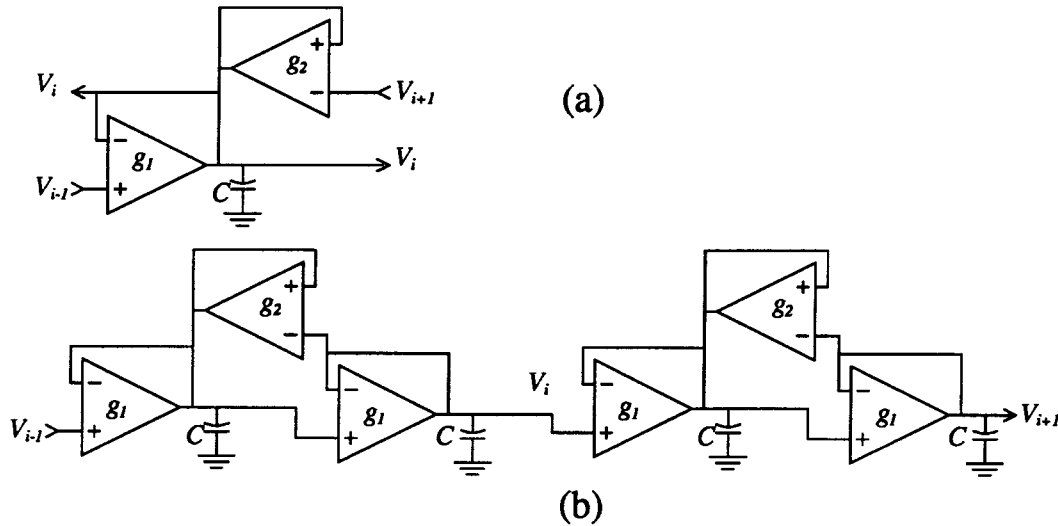 +
g₂
−
Vᵢ
Vᵢ₊₁
(a)
−
g₁
+
Vᵢ
Vᵢ₋₁
C
+
g₂
−
+
g₂
−
−
g₁
+
Vᵢ₋₁
C
−
g₁
+
C
Vᵢ
−
g₁
+
C
−
g₁
+
C
Vᵢ₊₁
(b)